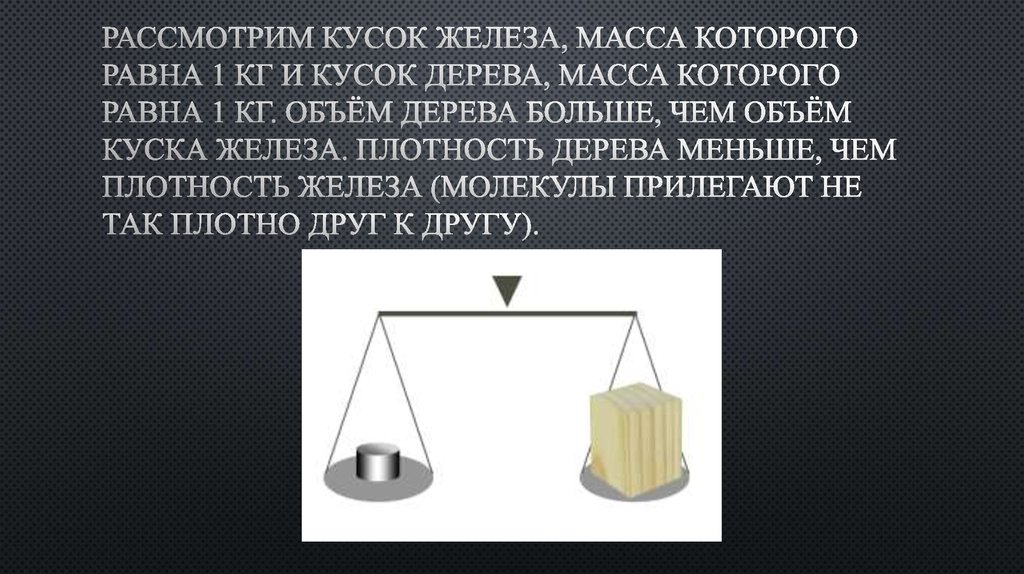 РАССМОТРИМ КУСОК ЖЕЛЕЗА, МАССА КОТОРОГО
РАВНА 1 КГ И КУСОК ДЕРЕВА, МАССА КОТОРОГО
РАВНА 1 КГ. ОБЪЁМ ДЕРЕВА БОЛЬШЕ, ЧЕМ ОБЪЁМ
КУСКА ЖЕЛЕЗА. ПЛОТНОСТЬ ДЕРЕВА МЕНЬШЕ, ЧЕМ
ПЛОТНОСТЬ ЖЕЛЕЗА (МОЛЕКУЛЫ ПРИЛЕГАЮТ НЕ
ТАК ПЛОТНО ДРУГ К ДРУГУ).